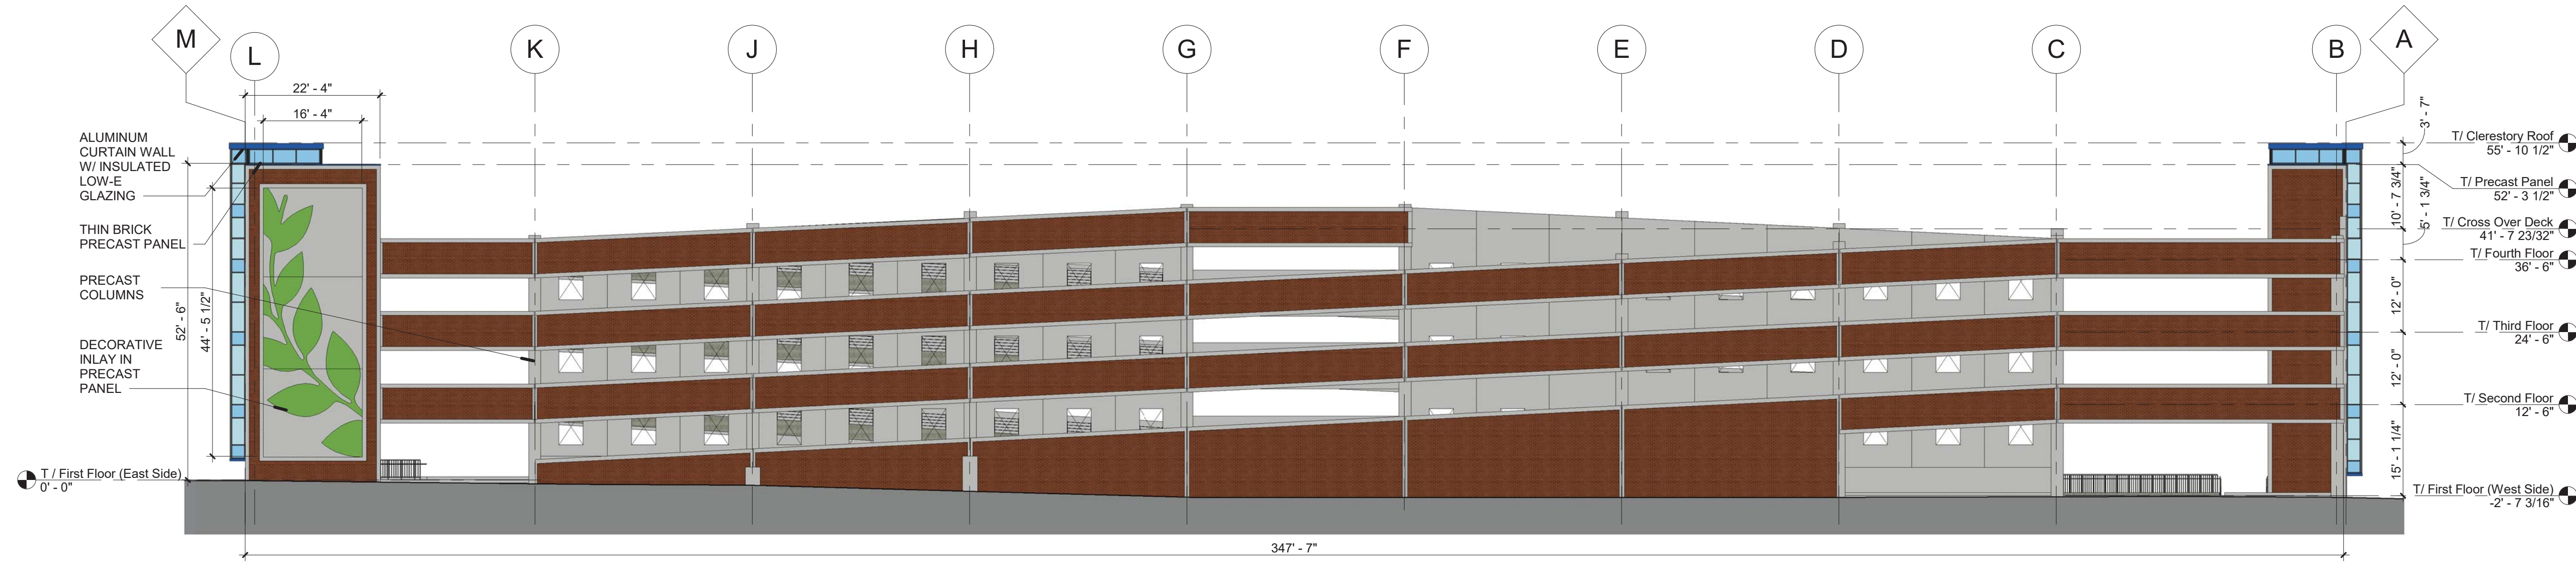 M
L
K
J
H
G
F
E
D
C
B
A
22' - 4"
16' - 4"
ALUMINUM
CURTAIN WALL
W/ INSULATED
LOW-E
GLAZING
THIN BRICK
PRECAST PANEL
PRECAST
COLUMNS
DECORATIVE
INLAY IN
PRECAST
PANEL
52' - 6"
44' - 5 1/2"
T / First Floor (East Side)
0' - 0"
347' - 7"
3' - 7"
10' - 7 3/4"
5' - 1 3/4"
12' - 0"
12' - 0"
15' - 1 1/4"
T/ Clerestory Roof
55' - 10 1/2"
T/ Precast Panel
52' - 3 1/2"
T/ Cross Over Deck
41' - 7 23/32"
T/ Fourth Floor
36' - 6"
T/ Third Floor
24' - 6"
T/ Second Floor
12' - 6"
T/ First Floor (West Side)
-2' - 7 3/16"